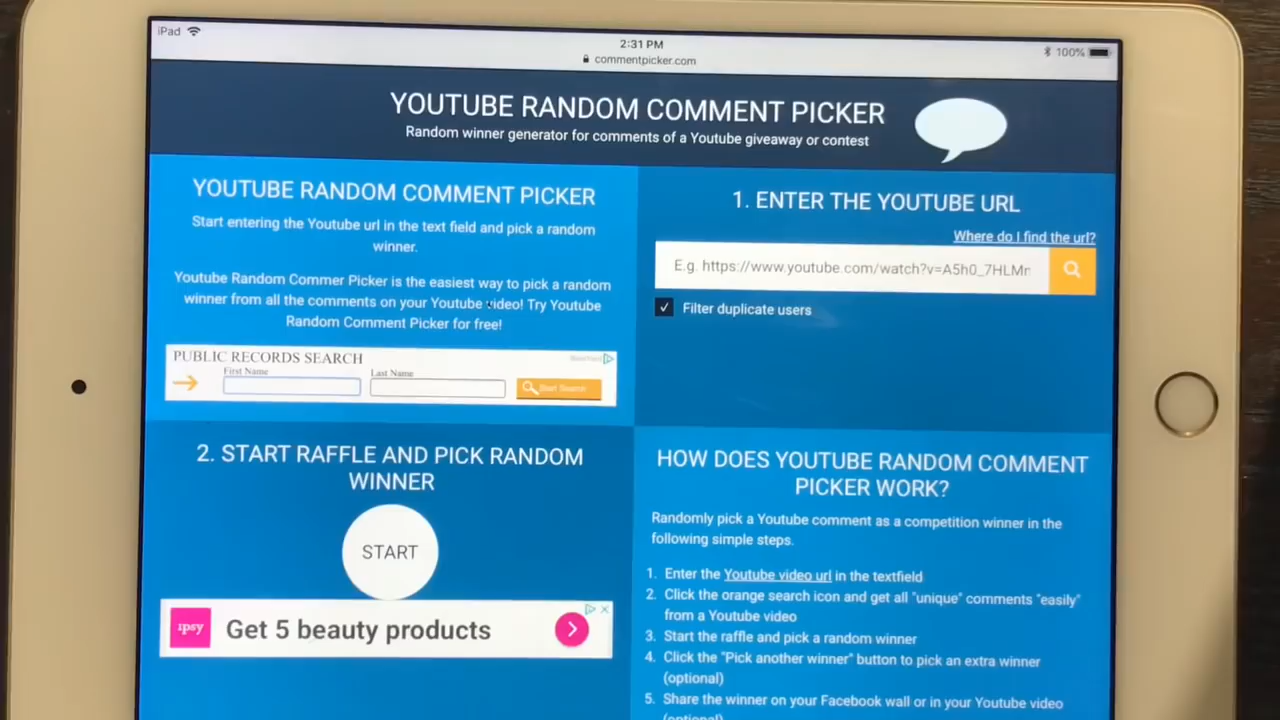 iPad
2:31 PM
100%
commentpicker.com
YOUTUBE RANDOM COMMENT PICKER
Random winner generator for comments of a Youtube giveaway or contest
YOUTUBE RANDOM COMMENT PICKER
Start entering the Youtube url in the text field and pick a random
winner.
Youtube Random Commer Picker is the easiest way to pick a random
winner from all the comments on your Youtube video! Try Youtube
Random Comment Picker for free!
PUBLIC RECORDS SEARCH
First Name
Last Name
Start Search
1. ENTER THE YOUTUBE URL
Where do I find the url?
E.g. https://www.youtube.com/watch?v=A5h0_7HLMr
Filter duplicate users
2. START RAFFLE AND PICK RANDOM
WINNER
START
ipsy
Get 5 beauty products
HOW DOES YOUTUBE RANDOM COMMENT
PICKER WORK?
Randomly pick a Youtube comment as a competition winner in the
following simple steps.
1. Enter the Youtube video url in the textfield
2. Click the orange search icon and get all "unique" comments "easily"
from a Youtube video
3. Start the raffle and pick a random winner
4. Click the "Pick another winner" button to pick an extra winner
(optional)
5. Share the winner on your Facebook wall or in your Youtube video
(optional)